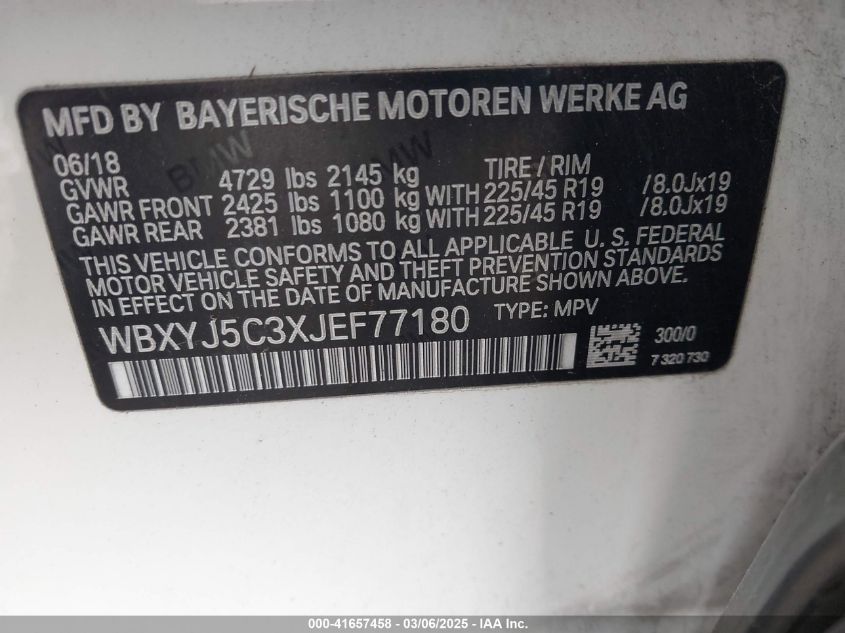 MFD BY BAYERISCHE MOTOREN WERKE AG
06/18 TIRE / RIM
GVWR 4729 lbs 2145 kg
GAWR FRONT 2425 lbs 1100 kg WITH 225/45 R19 /8.0Jx19
GAWR REAR 2381 lbs 1080 kg WITH 225/45 R19 /8.0Jx19
THIS VEHICLE CONFORMS TO ALL APPLICABLE U. S. FEDERAL
MOTOR VEHICLE SAFETY AND THEFT PREVENTION STANDARDS
IN EFFECT ON THE DATE OF MANUFACTURE SHOWN ABOVE.
WBXYJ5C3XJEF77180 TYPE: MPV
300/0
7 320 730
BMW
BMW
000-41657458 - 03/06/2025 - IAA Inc.